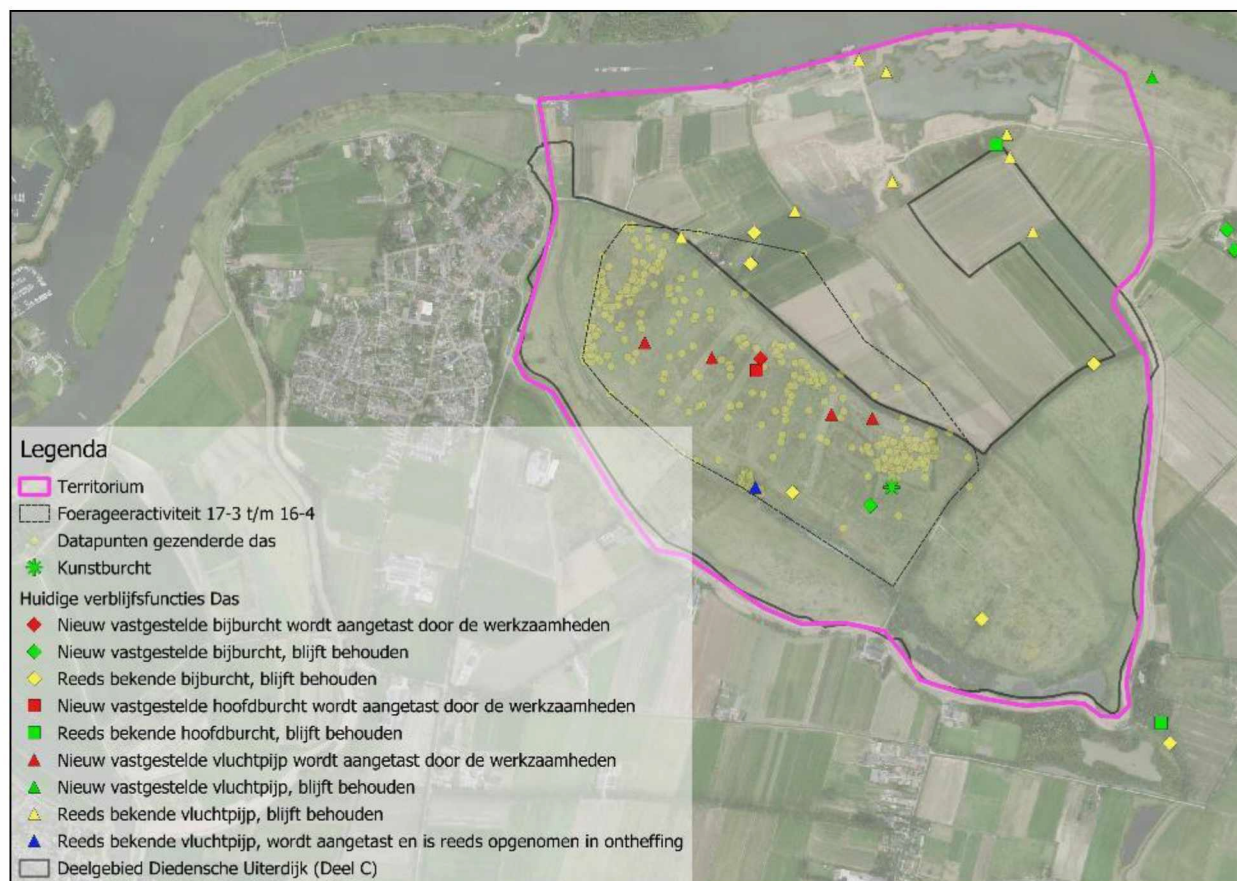 Legenda
Territorium
Foerageeractiviteit 17-3 t/m 16-4
Datapunten gezenderde das
Kunstburcht
Huidige verblijfsfuncties Das
Nieuw vastgestelde bijburcht wordt aangetast door de werkzaamheden
Nieuw vastgestelde bijburcht, blijft behouden
Reeds bekende bijburcht, blijft behouden
Nieuw vastgestelde hoofdburcht wordt aangetast door de werkzaamheden
Reeds bekende hoofdburcht, blijft behouden
Nieuw vastgestelde vluchtpijp wordt aangetast door de werkzaamheden
Nieuw vastgestelde vluchtpijp, blijft behouden
Reeds bekende vluchtpijp, blijft behouden
Reeds bekende vluchtpijp, wordt aangetast en is reeds opgenomen in ontheffing
Deelgebied Diedensche Uiterdijk (Deel C)